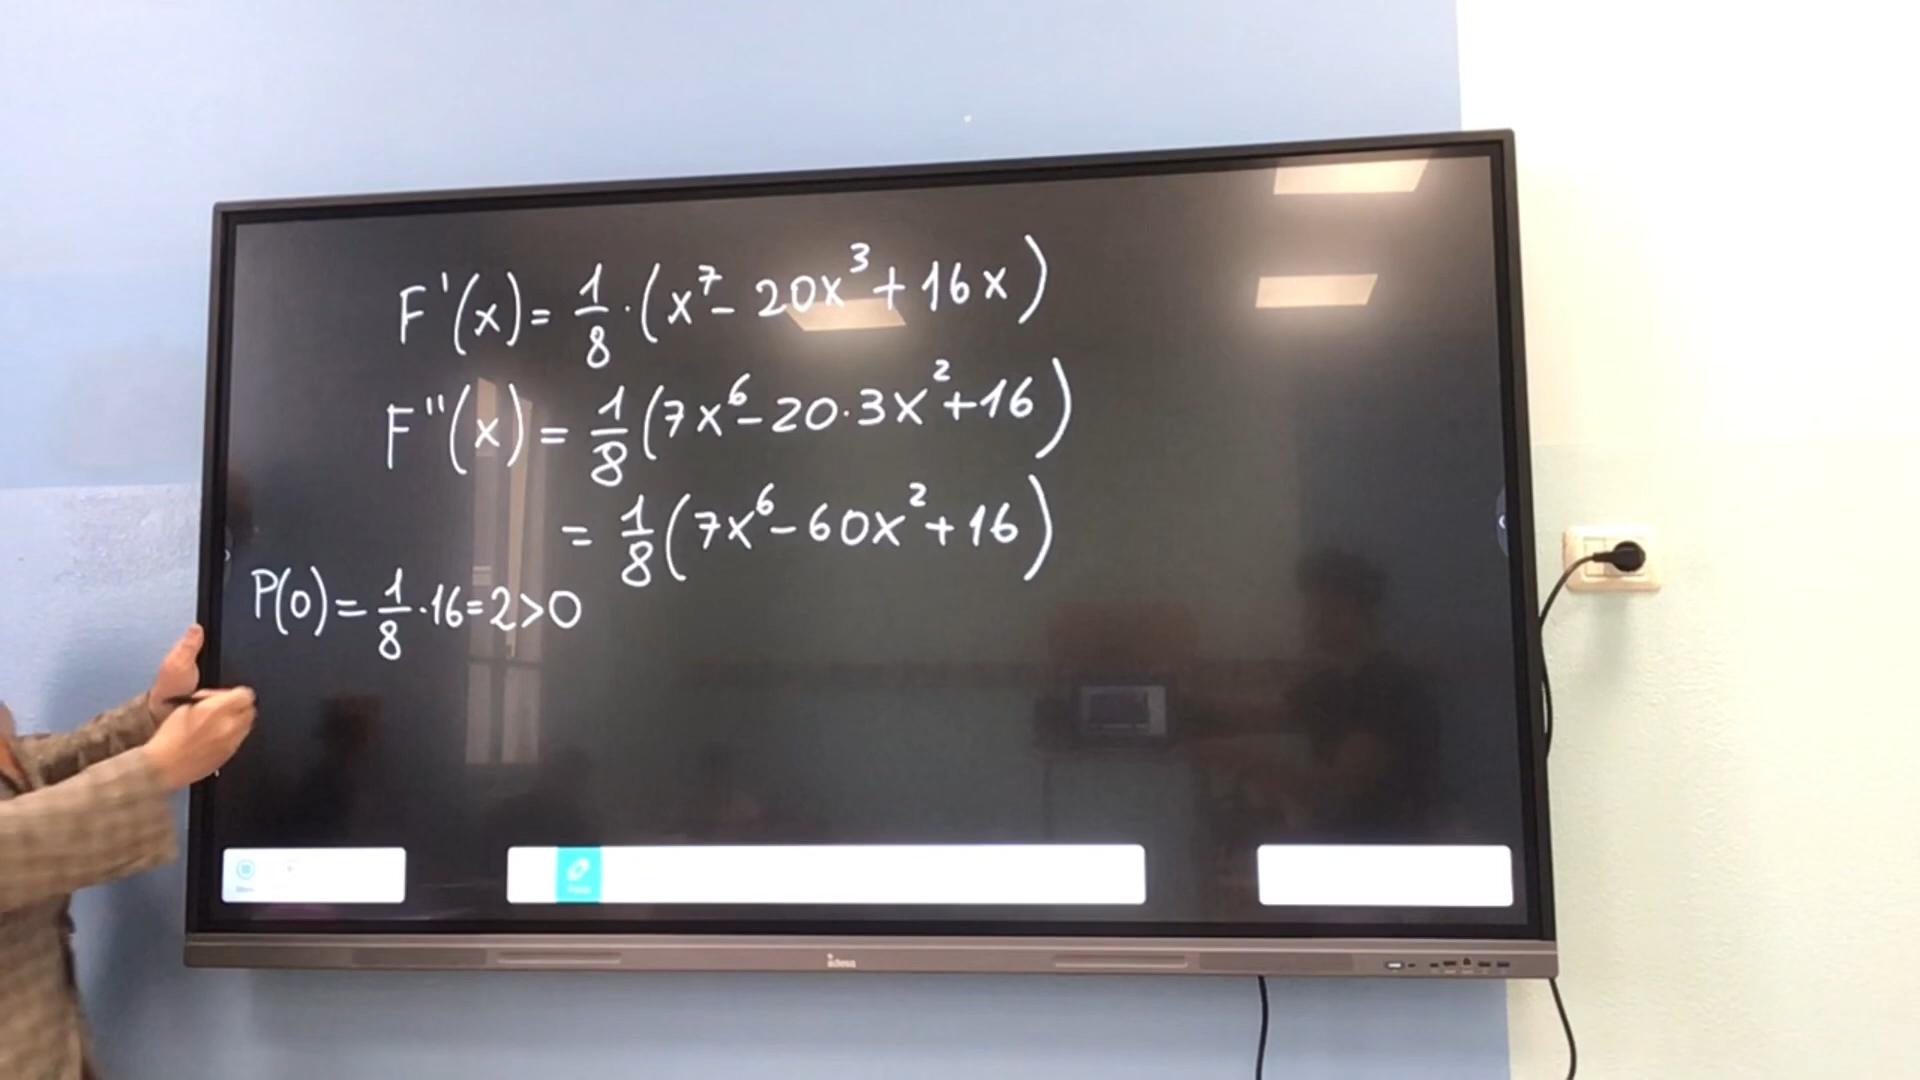 F'(x) = 1/8 · (x⁷ - 20x³ + 16x)
F''(x) = 1/8 (7x⁶ - 20·3x² + 16)
= 1/8 (7x⁶ - 60x² + 16)
P(0) = 1/8 · 16 = 2 > 0